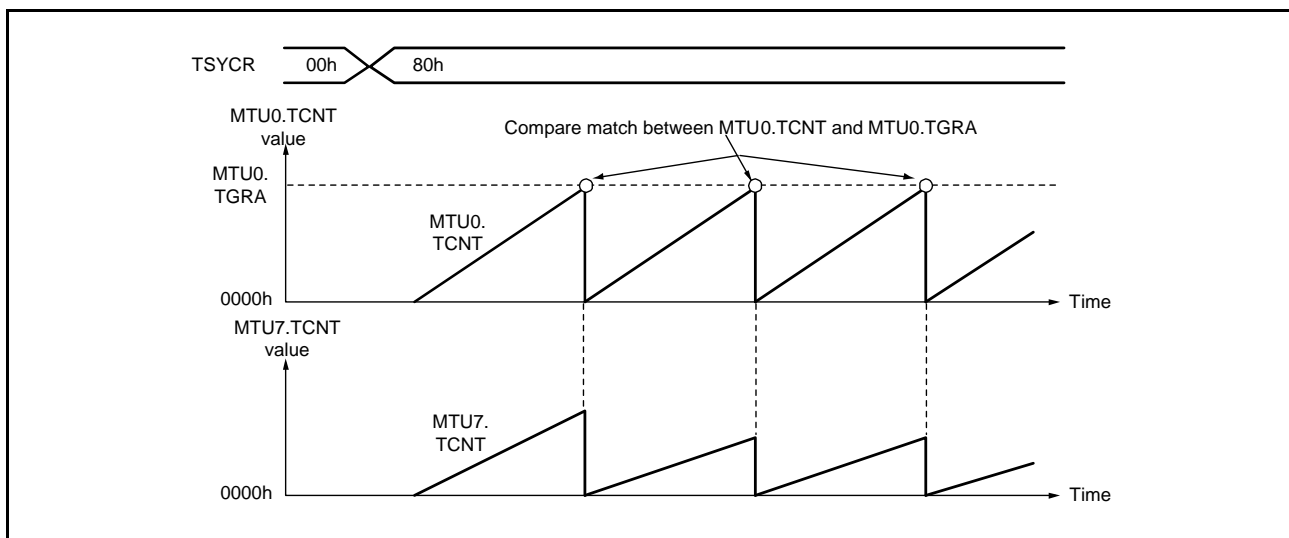 TSYCR 00h 80h
MTU0.TCNT
value
Compare match between MTU0.TCNT and MTU0.TGRA
MTU0.
TGRA
MTU0.
TCNT
0000h
Time
MTU7.TCNT
value
MTU7.
TCNT
0000h
Time